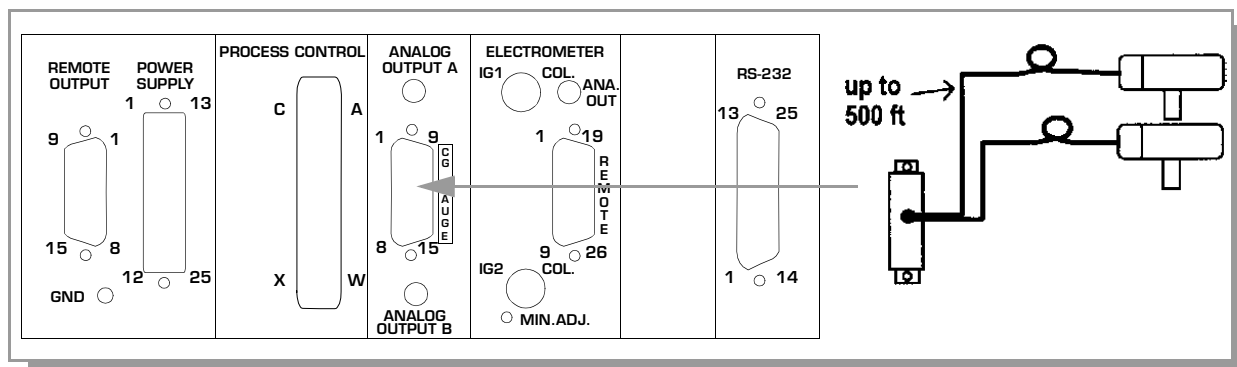 REMOTE
OUTPUT
9
1
15
8
GND
POWER
SUPPLY
1
13
12
25
PROCESS CONTROL
C
A
X
W
ANALOG
OUTPUT A
1
9
CG
AUGE
8
15
ANALOG
OUTPUT B
ELECTROMETER
IG1
COL.
ANA.
OUT
1
19
REMOTE
9
26
IG2
COL.
MIN.ADJ.
RS-232
13
25
1
14
up to
500 ft